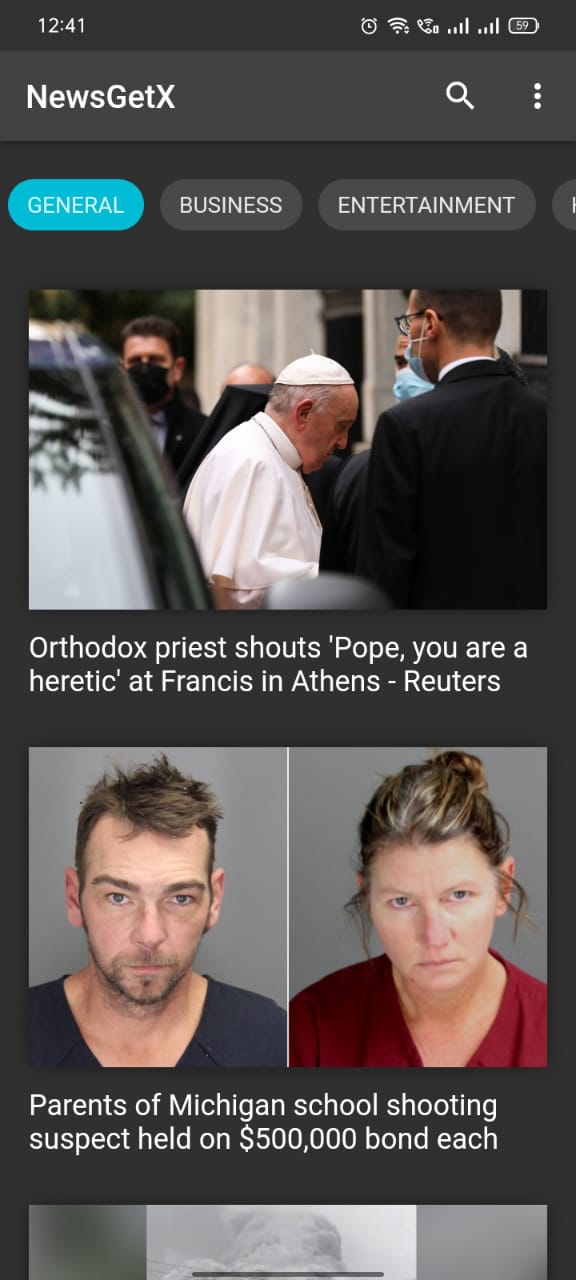 12:41
59
NewsGetX
GENERAL
BUSINESS
ENTERTAINMENT
Orthodox priest shouts 'Pope, you are a
heretic' at Francis in Athens - Reuters
Parents of Michigan school shooting
suspect held on $500,000 bond each